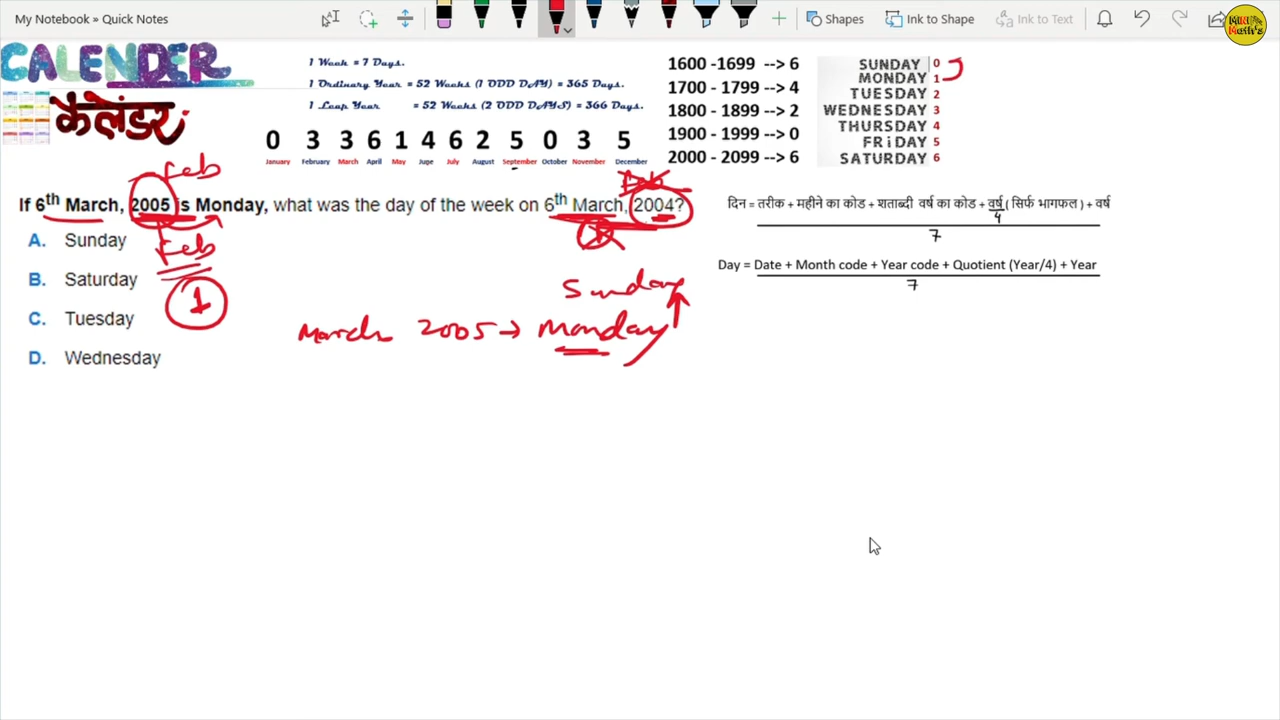 My Notebook » Quick Notes
Shapes
Ink to Shape
Ink to Text
MINI Math's
CALENDER
कैलेंडर
1 Week = 7 Days.
1 Ordinary Year = 52 Weeks (1 ODD DAY) = 365 Days.
1 Leap Year = 52 Weeks (2 ODD DAYS) = 366 Days.
0 3 3 6 1 4 6 2 5 0 3 5
January February March April May Juge July August September October November December
1600 -1699 --> 6
1700 - 1799 --> 4
1800 - 1899 --> 2
1900 - 1999 --> 0
2000 - 2099 --> 6
SUNDAY 0
MONDAY 1
TUESDAY 2
WEDNESDAY 3
THURSDAY 4
FRiDAY 5
SATURDAY 6
Feb
Feb
If 6th March, 2005 is Monday, what was the day of the week on 6th March, 2004?
A. Sunday
B. Saturday
C. Tuesday
D. Wednesday
Feb
1
Sunday
March 2005 → Monday
दिन = तरीक + महीने का कोड + शताब्दी वर्ष का कोड + वर्ष/4 ( सिर्फ भागफल ) + वर्ष
7
Day = Date + Month code + Year code + Quotient (Year/4) + Year
7